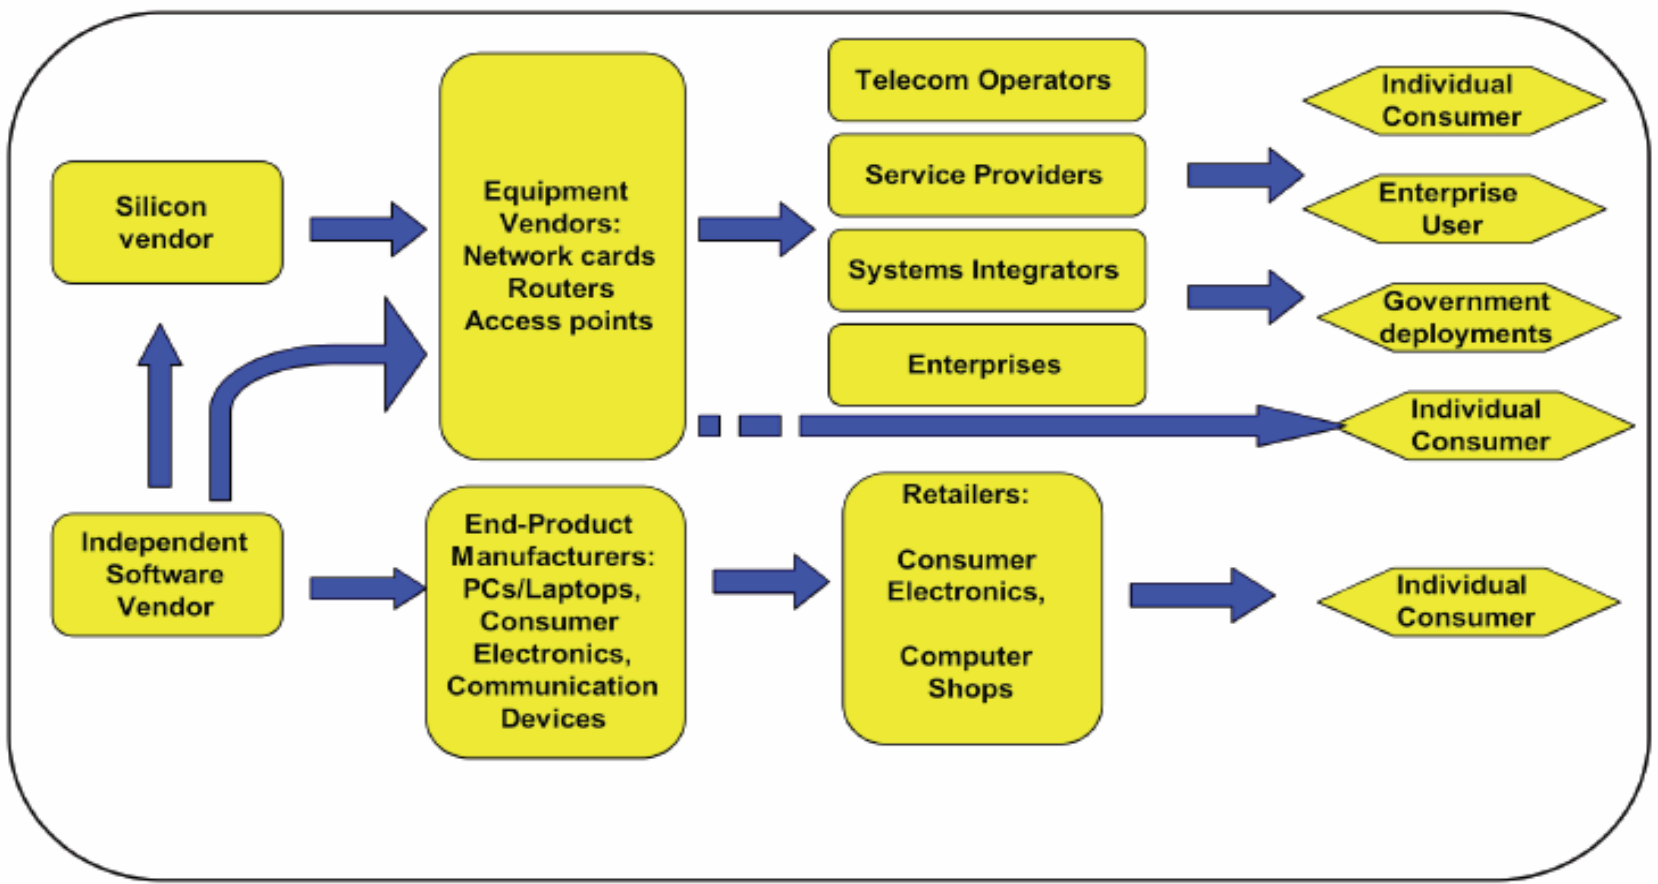 Silicon
vendor
Independent
Software
Vendor
Equipment
Vendors:
Network cards
Routers
Access points
End-Product
Manufacturers:
PCs/Laptops,
Consumer
Electronics,
Communication
Devices
Telecom Operators
Service Providers
Systems Integrators
Enterprises
Retailers:
Consumer
Electronics,
Computer
Shops
Individual
Consumer
Enterprise
User
Government
deployments
Individual
Consumer
Individual
Consumer